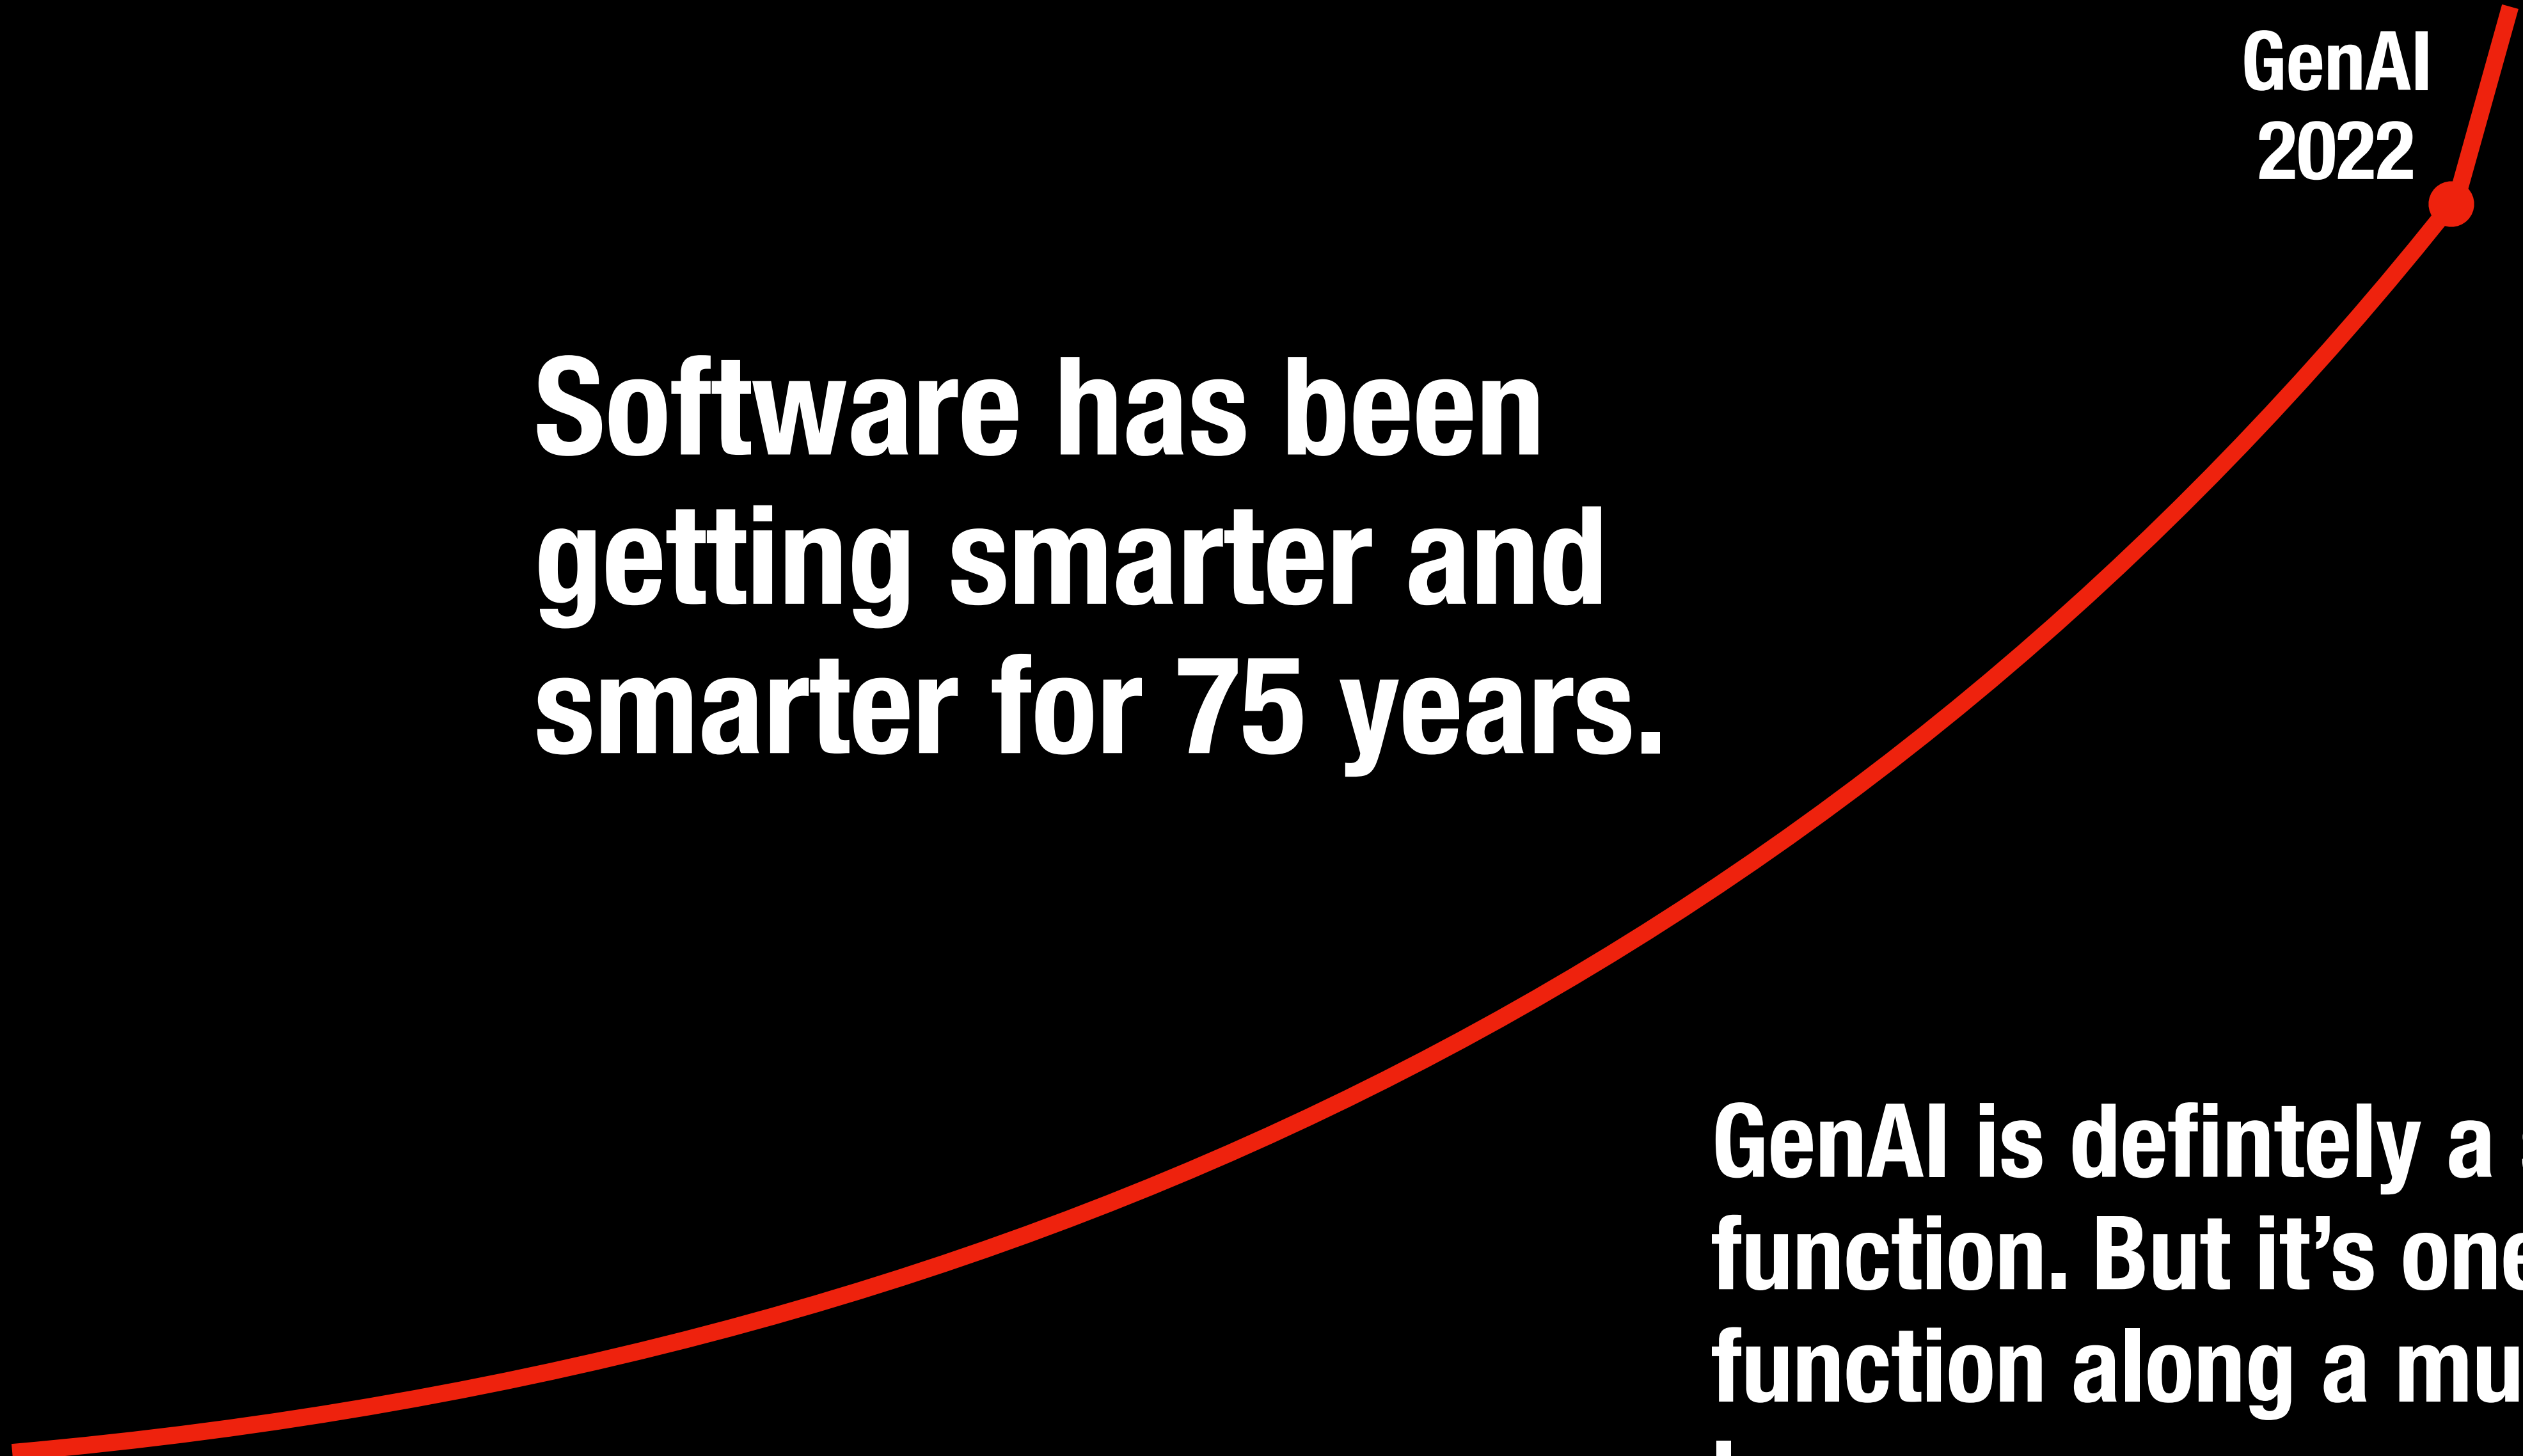 GenAI
2022
Software has been
getting smarter and
smarter for 75 years.
GenAI is defintely a
function. But it’s one
function along a mu